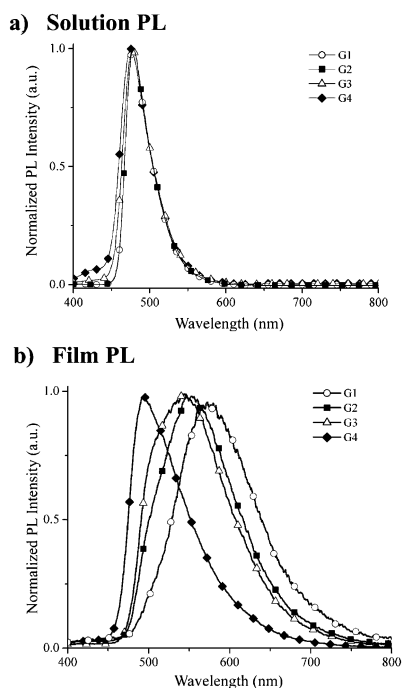 a) Solution PL
1.0
G1
G2
G3
G4
0.5
0.0
400 500 600 700 800
Normalized PL Intensity (a.u.)
Wavelength (nm)
b) Film PL
1.0
G1
G2
G3
G4
0.5
0.0
400 500 600 700 800
Normalized PL Intensity (a.u.)
Wavelength (nm)